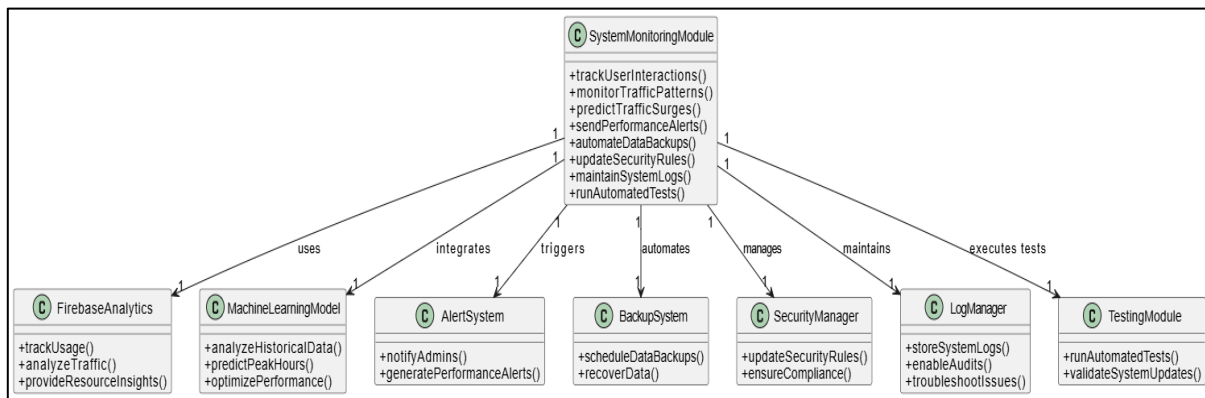 C SystemMonitoringModule
+trackUserInteractions()
+monitorTrafficPatterns()
+predictTrafficSurges()
+sendPerformanceAlerts()
+automateDataBackups()
+updateSecurityRules()
+maintainSystemLogs()
+runAutomatedTests()
1 1 1 1 1 1 1
uses integrates triggers automates manages maintains executes tests
1 1 1 1 1 1 1
C FirebaseAnalytics
+trackUsage()
+analyzeTraffic()
+provideResourceInsights()
C MachineLearningModel
+analyzeHistoricalData()
+predictPeakHours()
+optimizePerformance()
C AlertSystem
+notifyAdmins()
+generatePerformanceAlerts()
C BackupSystem
+scheduleDataBackups()
+recoverData()
C SecurityManager
+updateSecurityRules()
+ensureCompliance()
C LogManager
+storeSystemLogs()
+enableAudits()
+troubleshootIssues()
C TestingModule
+runAutomatedTests()
+validateSystemUpdates()